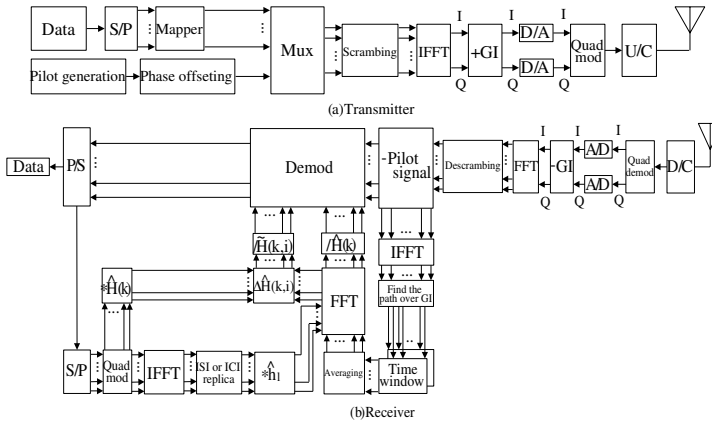 Data
S/P
Mapper
Pilot generation
Phase offseting
Mux
Scrambing
IFFT
I
Q
+GI
I
D/A
I
Q
D/A
Q
Quad
mod
U/C
(a)Transmitter
Data
P/S
Demod
-Pilot
signal
Descrambing
FFT
I
Q
-GI
I
A/D
I
Q
A/D
Q
Quad
demod
D/C
/H̃(k,i)
/Ĥ(k)
IFFT
*Ĥ(k)
ΔĤ(k,i)
FFT
Find the
path over GI
S/P
Quad
mod
IFFT
ISI or ICI
replica
*ĥl
Averaging
Time
window
(b)Receiver